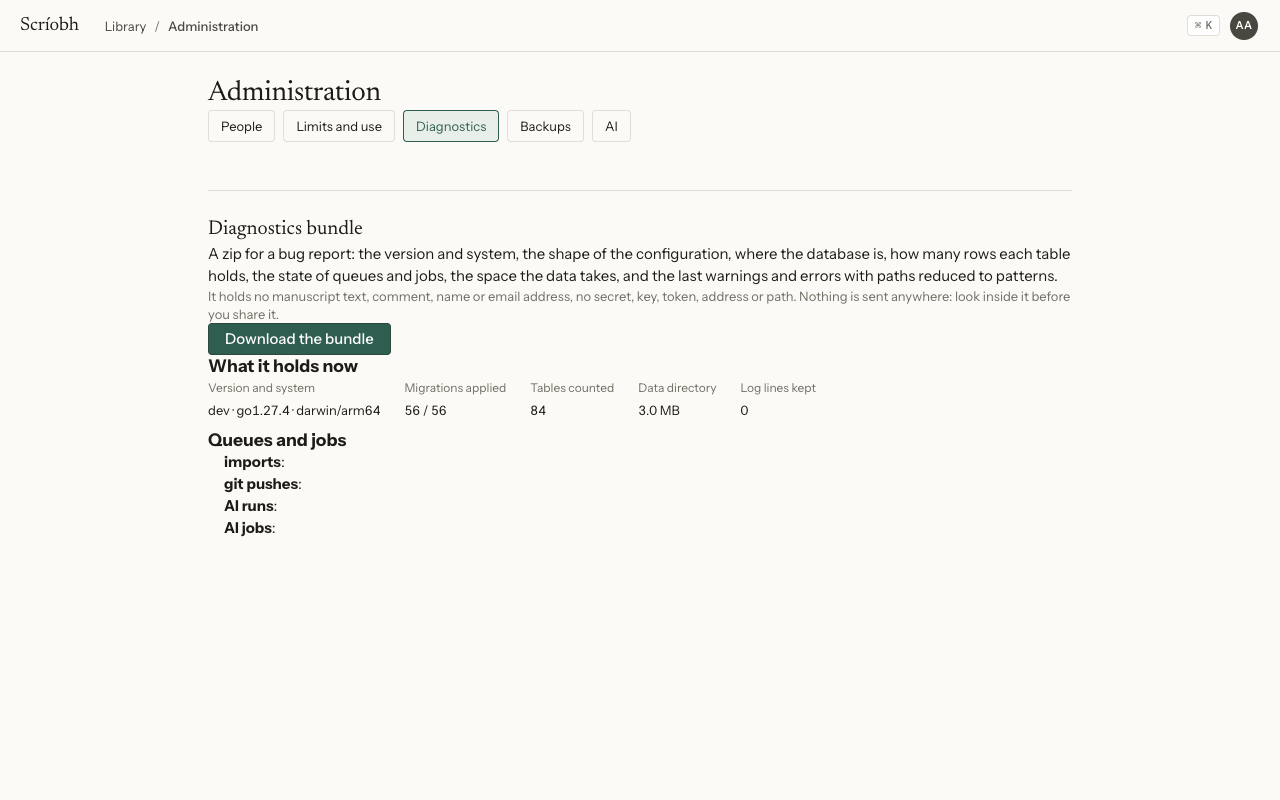 Scríobh
Library / Administration
⌘ K
AA
Administration
People
Limits and use
Diagnostics
Backups
AI
Diagnostics bundle
A zip for a bug report: the version and system, the shape of the configuration, where the database is, how many rows each table
holds, the state of queues and jobs, the space the data takes, and the last warnings and errors with paths reduced to patterns.
It holds no manuscript text, comment, name or email address, no secret, key, token, address or path. Nothing is sent anywhere: look inside it before
you share it.
Download the bundle
What it holds now
Version and system
dev · go1.27.4 · darwin/arm64
Migrations applied
56 / 56
Tables counted
84
Data directory
3.0 MB
Log lines kept
0
Queues and jobs
imports:
git pushes:
AI runs:
AI jobs: